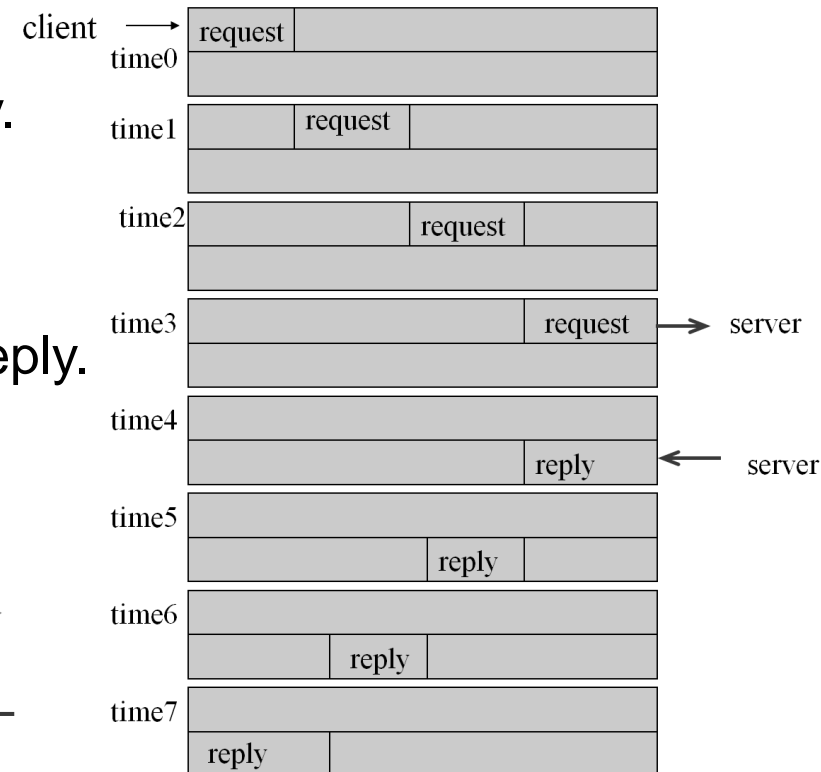 client request
time0
y.
time1 request
time2 request
time3 request server
eply.
time4
reply server
time5
reply
time6
reply
time7
reply